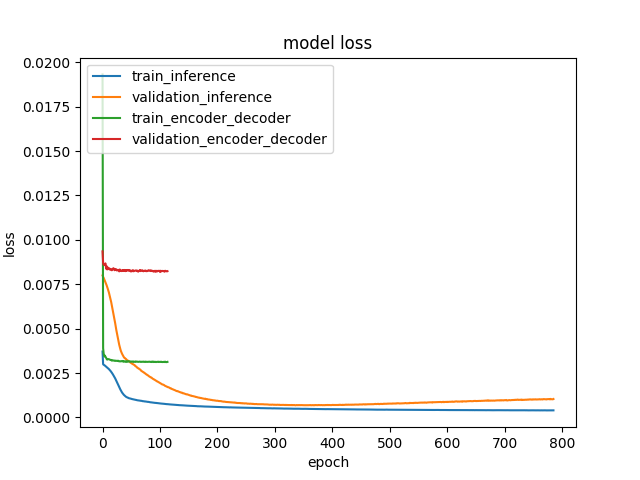 model loss
0.0200
0.0175
0.0150
0.0125
0.0100
0.0075
0.0050
0.0025
0.0000
loss
train_inference
validation_inference
train_encoder_decoder
validation_encoder_decoder
0 100 200 300 400 500 600 700 800
epoch